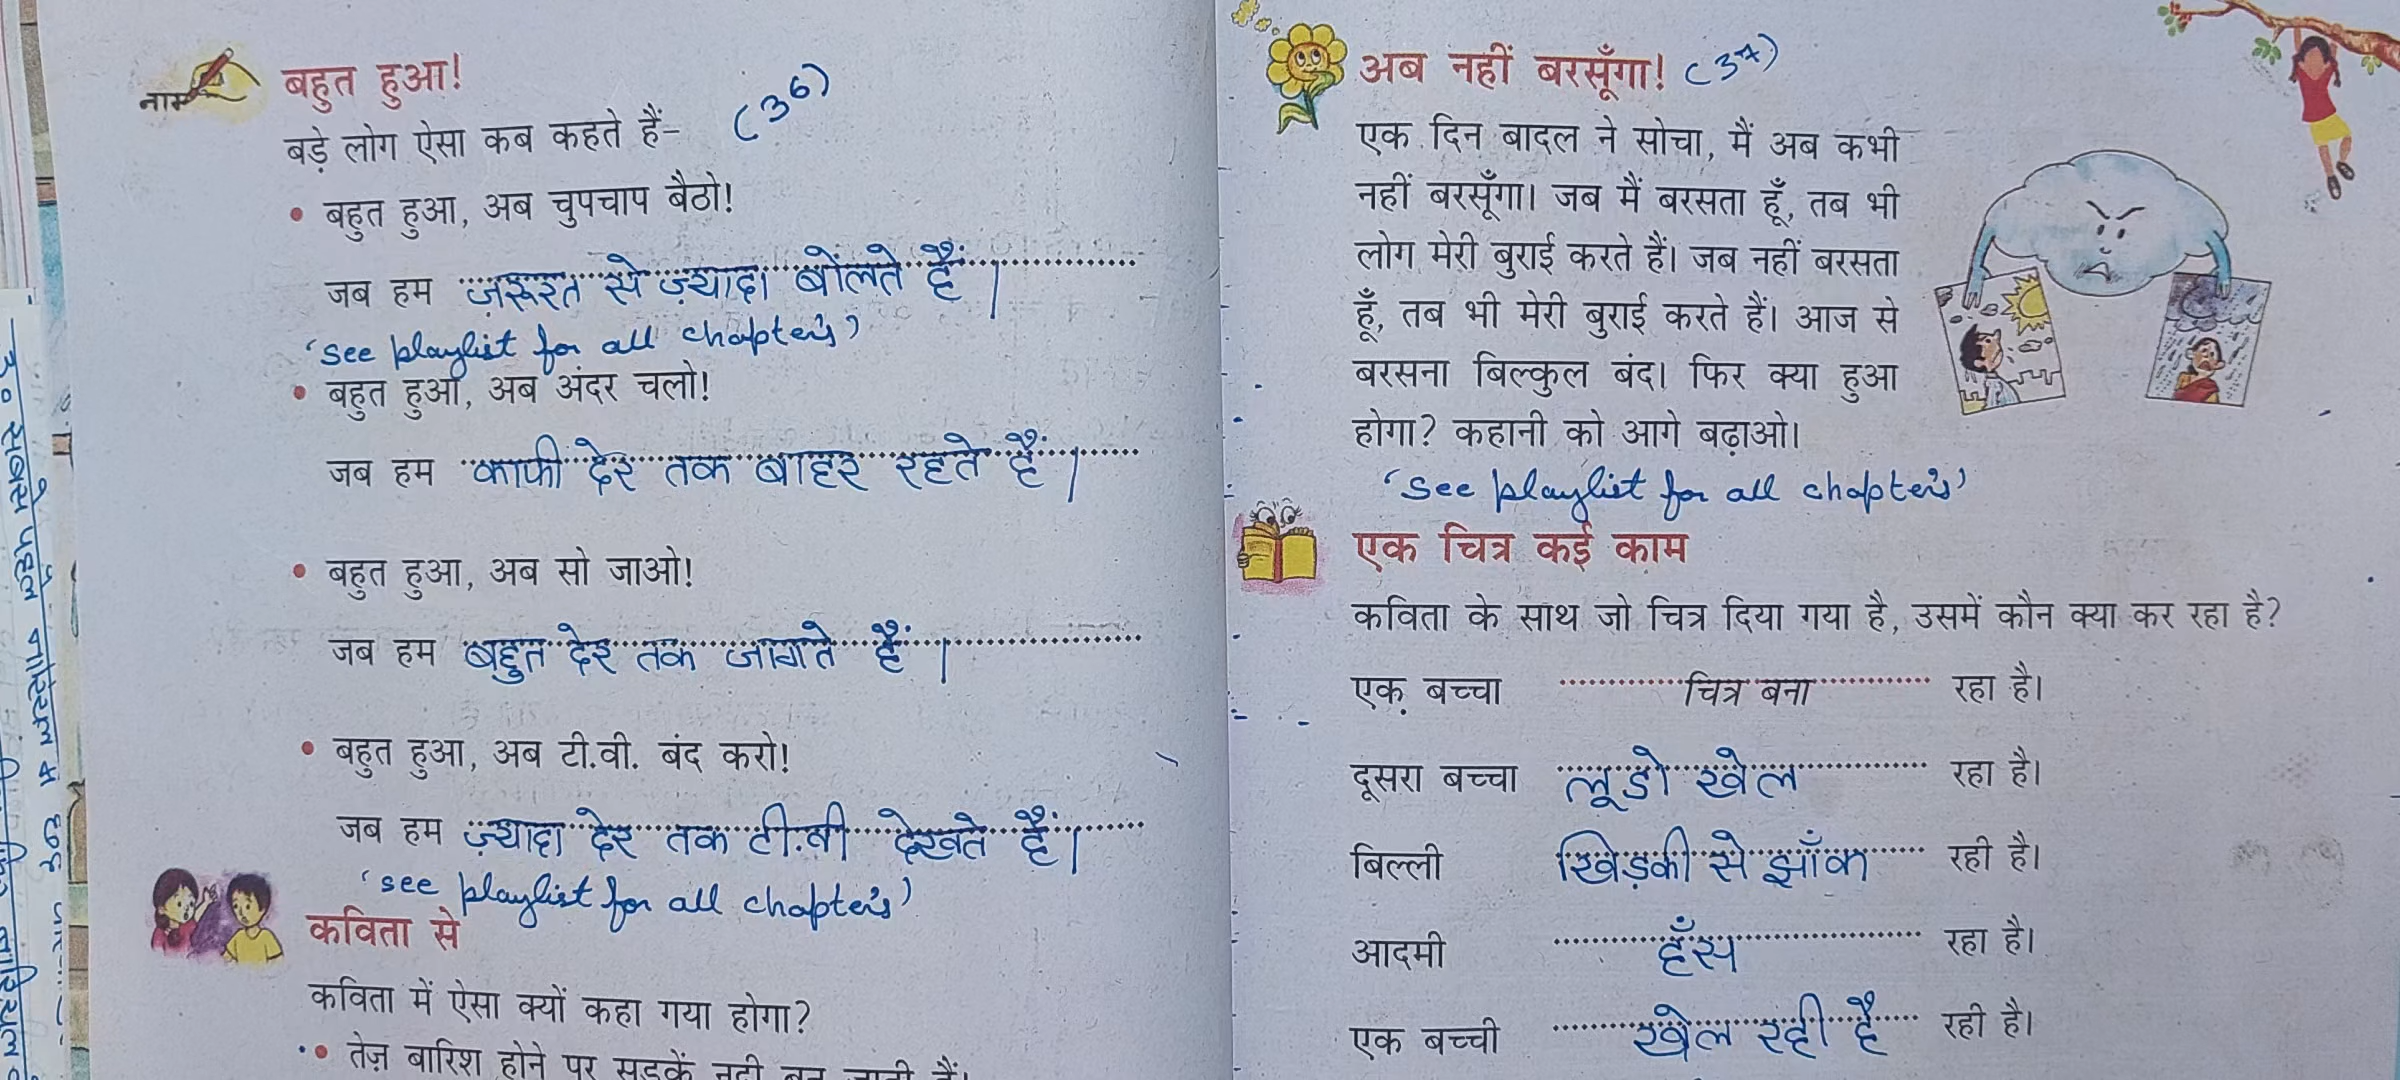 नाम
बहुत हुआ!
(36)
बड़े लोग ऐसा कब कहते हैं–
• बहुत हुआ, अब चुपचाप बैठो!
जब हम ज़रूरत से ज़्यादा बोलते हैं।
'see playlist for all chapters'
• बहुत हुआ, अब अंदर चलो!
जब हम काफी देर तक बाहर रहते हैं।
• बहुत हुआ, अब सो जाओ!
जब हम बहुत देर तक जागते हैं।
• बहुत हुआ, अब टी.वी. बंद करो!
जब हम ज़्यादा देर तक टी.वी देखते हैं।
'see playlist for all chapters'
कविता से
कविता में ऐसा क्यों कहा गया होगा?
• तेज़ बारिश होने पर सड़कें नदी बन जाती हैं।
अब नहीं बरसूँगा! (37)
एक दिन बादल ने सोचा, मैं अब कभी
नहीं बरसूँगा। जब मैं बरसता हूँ, तब भी
लोग मेरी बुराई करते हैं। जब नहीं बरसता
हूँ, तब भी मेरी बुराई करते हैं। आज से
बरसना बिल्कुल बंद। फिर क्या हुआ
होगा? कहानी को आगे बढ़ाओ।
'see playlist for all chapters'
एक चित्र कई काम
कविता के साथ जो चित्र दिया गया है, उसमें कौन क्या कर रहा है?
एक बच्चा चित्र बना रहा है।
दूसरा बच्चा लूडो खेल रहा है।
बिल्ली खिड़की से झाँक रही है।
आदमी हँस रहा है।
एक बच्ची खेल रही है रही है।